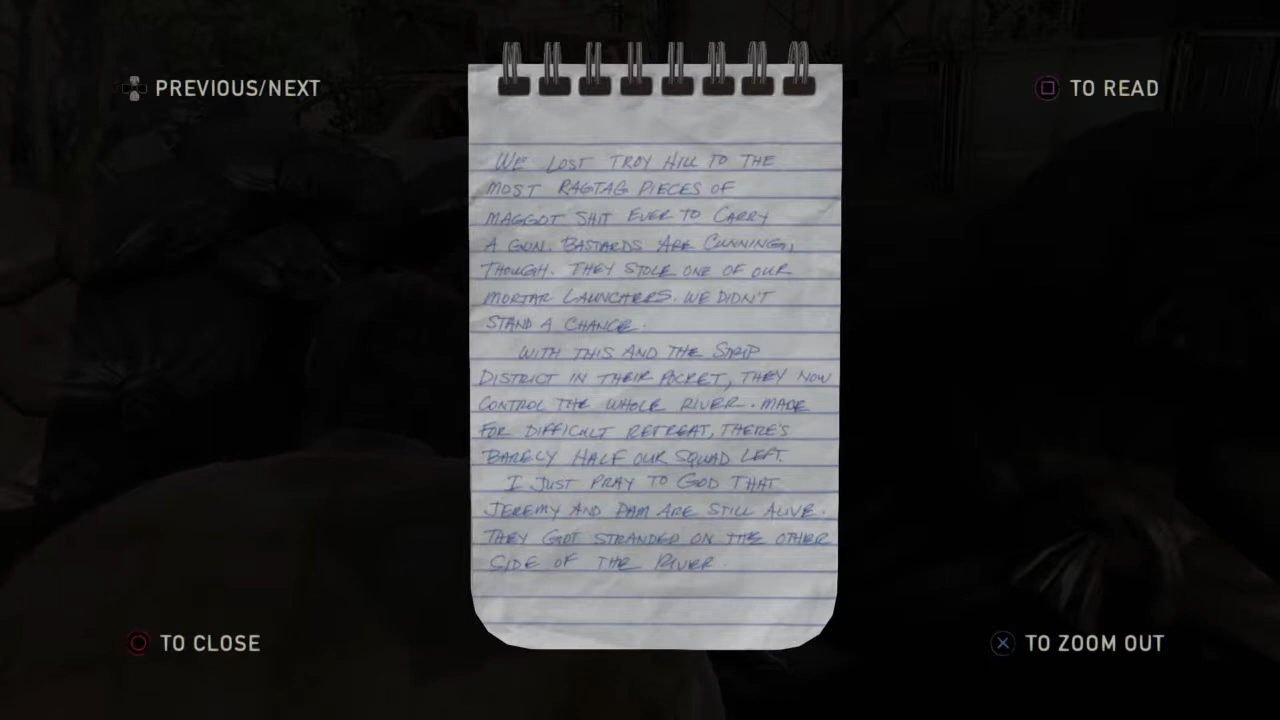 PREVIOUS/NEXT
TO READ
WE LOST TROY HILL TO THE
MOST RAGTAG PIECES OF
MAGGOT SHIT EVER TO CARRY
A GUN. BASTARDS ARE CUNNING,
THOUGH. THEY STOLE ONE OF OUR
MORTAR LAUNCHERS. WE DIDN'T
STAND A CHANCE.
WITH THIS AND THE STRIP
DISTRICT IN THEIR POCKET, THEY NOW
CONTROL THE WHOLE RIVER. MADE
FOR DIFFICULT RETREAT, THERE'S
BARELY HALF OUR SQUAD LEFT.
I JUST PRAY TO GOD THAT
JEREMY AND DAM ARE STILL ALIVE.
THEY GOT STRANDED ON THE OTHER
SIDE OF THE RIVER.
TO CLOSE
TO ZOOM OUT